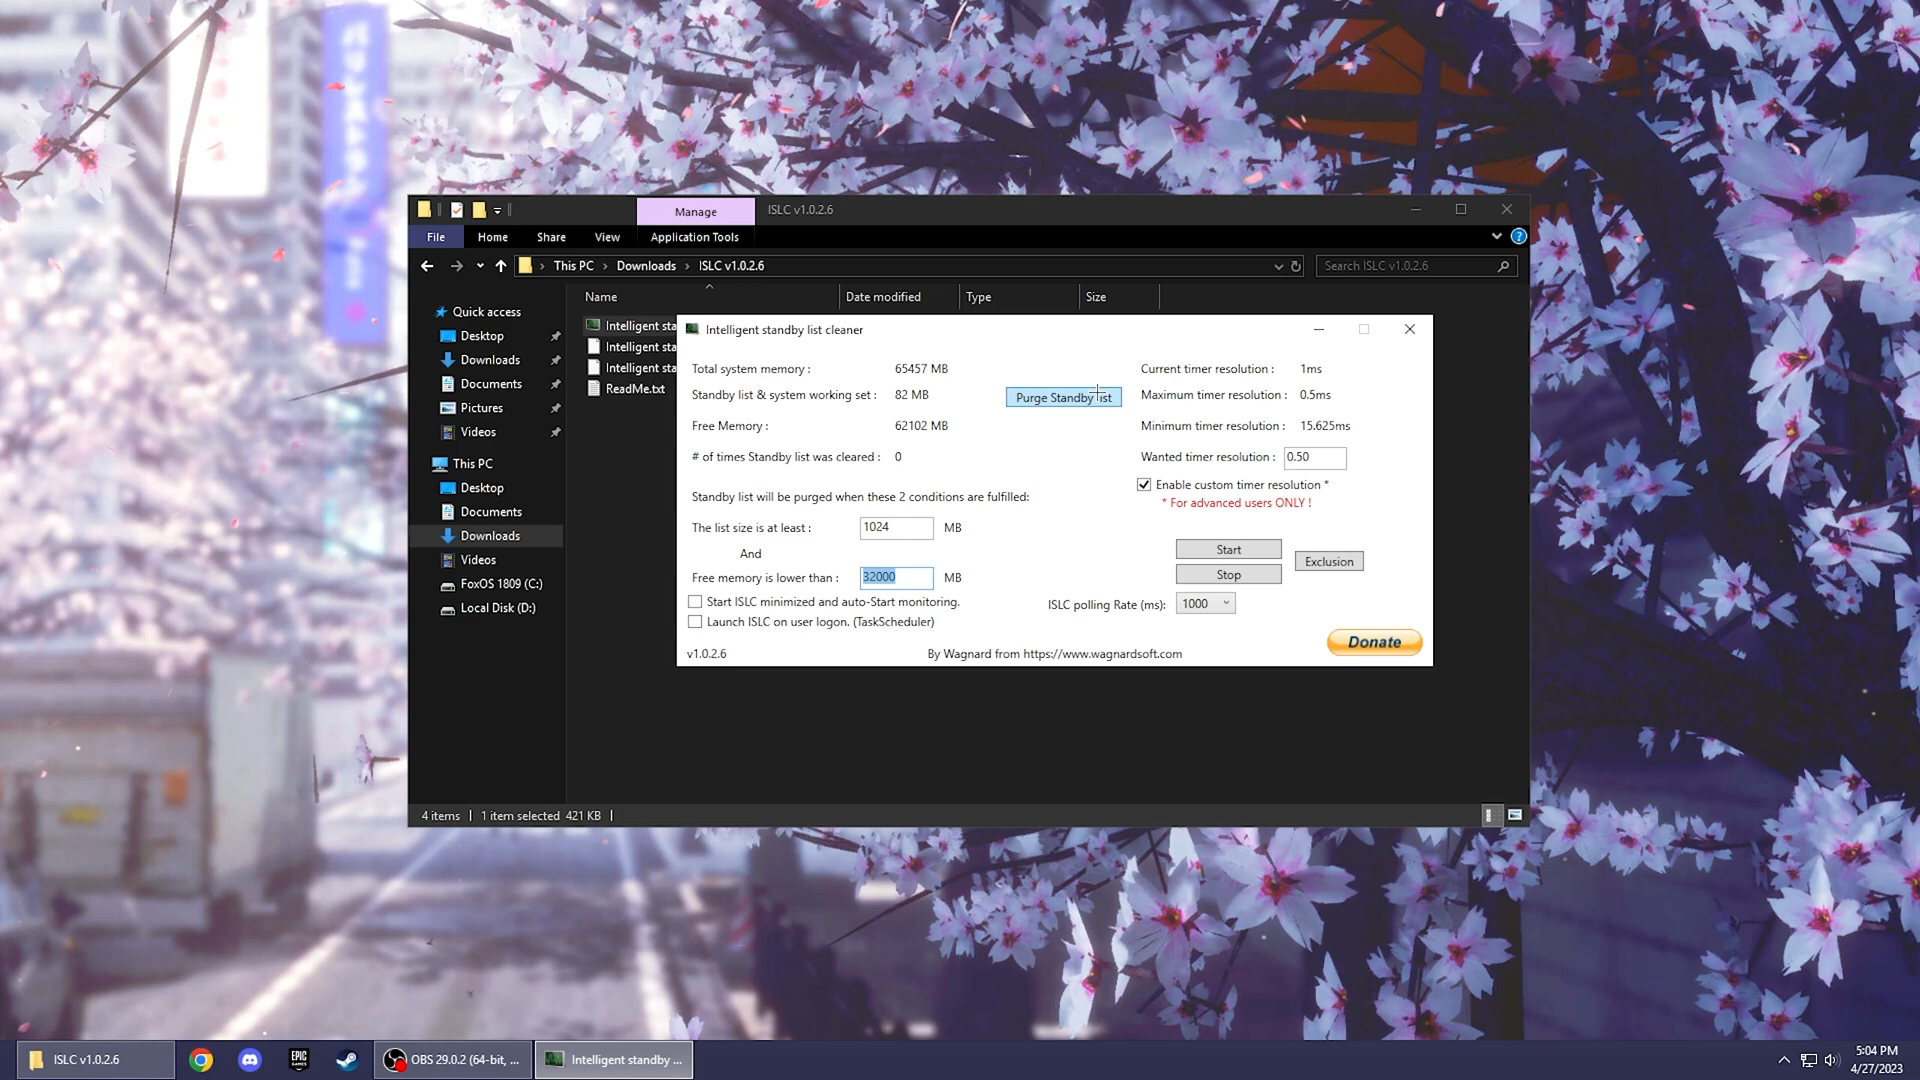 Manage
ISLC v1.0.2.6
File
Home
Share
View
Application Tools
This PC
Downloads
ISLC v1.0.2.6
Search ISLC v1.0.2.6
Name
Date modified
Type
Size
Quick access
Desktop
Downloads
Documents
Pictures
Videos
This PC
Desktop
Documents
Downloads
Videos
FoxOS 1809 (C:)
Local Disk (D:)
Intelligent sta
Intelligent sta
Intelligent sta
ReadMe.txt
Intelligent standby list cleaner
Total system memory : 65457 MB
Standby list & system working set : 82 MB
Purge Standby list
Free Memory : 62102 MB
# of times Standby list was cleared : 0
Standby list will be purged when these 2 conditions are fulfilled:
The list size is at least : 1024 MB
And
Free memory is lower than : 32000 MB
Start ISLC minimized and auto-Start monitoring.
Launch ISLC on user logon. (TaskScheduler)
Current timer resolution : 1ms
Maximum timer resolution : 0.5ms
Minimum timer resolution : 15.625ms
Wanted timer resolution : 0.50
Enable custom timer resolution *
* For advanced users ONLY !
Start
Stop
Exclusion
ISLC polling Rate (ms): 1000
Donate
v1.0.2.6
By Wagnard from https://www.wagnardsoft.com
4 items
1 item selected 421 KB
ISLC v1.0.2.6
EPIC
GAMES
OBS 29.0.2 (64-bit, ...
Intelligent standby ...
5:04 PM
4/27/2023